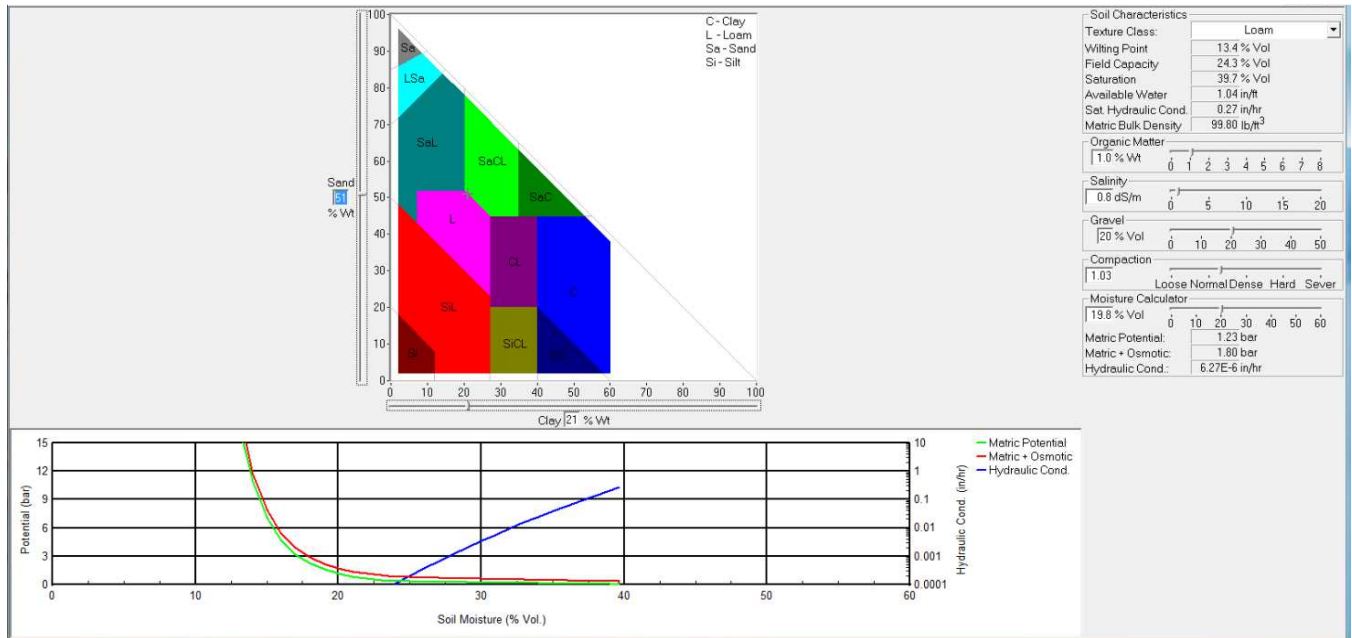 100
90
80
70
60
50
40
30
20
10
0
Sand
51
% Wt
C - Clay
L - Loam
Sa - Sand
Si - Silt
Sa
LSa
SaL
SaCL
SaC
L
CL
C
SiL
SiCL
Si
0 10 20 30 40 50 60 70 80 90 100
Clay 21 % Wt
Soil Characteristics
Texture Class: Loam
Wilting Point 13.4 % Vol
Field Capacity 24.3 % Vol
Saturation 39.7 % Vol
Available Water 1.04 in/ft
Sat. Hydraulic Cond. 0.27 in/hr
Matric Bulk Density 99.80 lb/ft3
Organic Matter
1.0 % Wt
0 1 2 3 4 5 6 7 8
Salinity
0.8 dS/m
0 5 10 15 20
Gravel
20 % Vol
0 10 20 30 40 50
Compaction
1.03
Loose Normal Dense Hard Sever
Moisture Calculator
19.8 % Vol
0 10 20 30 40 50 60
Matric Potential: 1.23 bar
Matric + Osmotic: 1.80 bar
Hydraulic Cond.: 6.27E-6 in/hr
Potential (bar)
15
12
9
6
3
0
0 10 20 30 40 50 60
Soil Moisture (% Vol.)
10
1
0.1
0.01
0.001
0.0001
Hydraulic Cond. (in/hr)
Matric Potential
Matric + Osmotic
Hydraulic Cond.